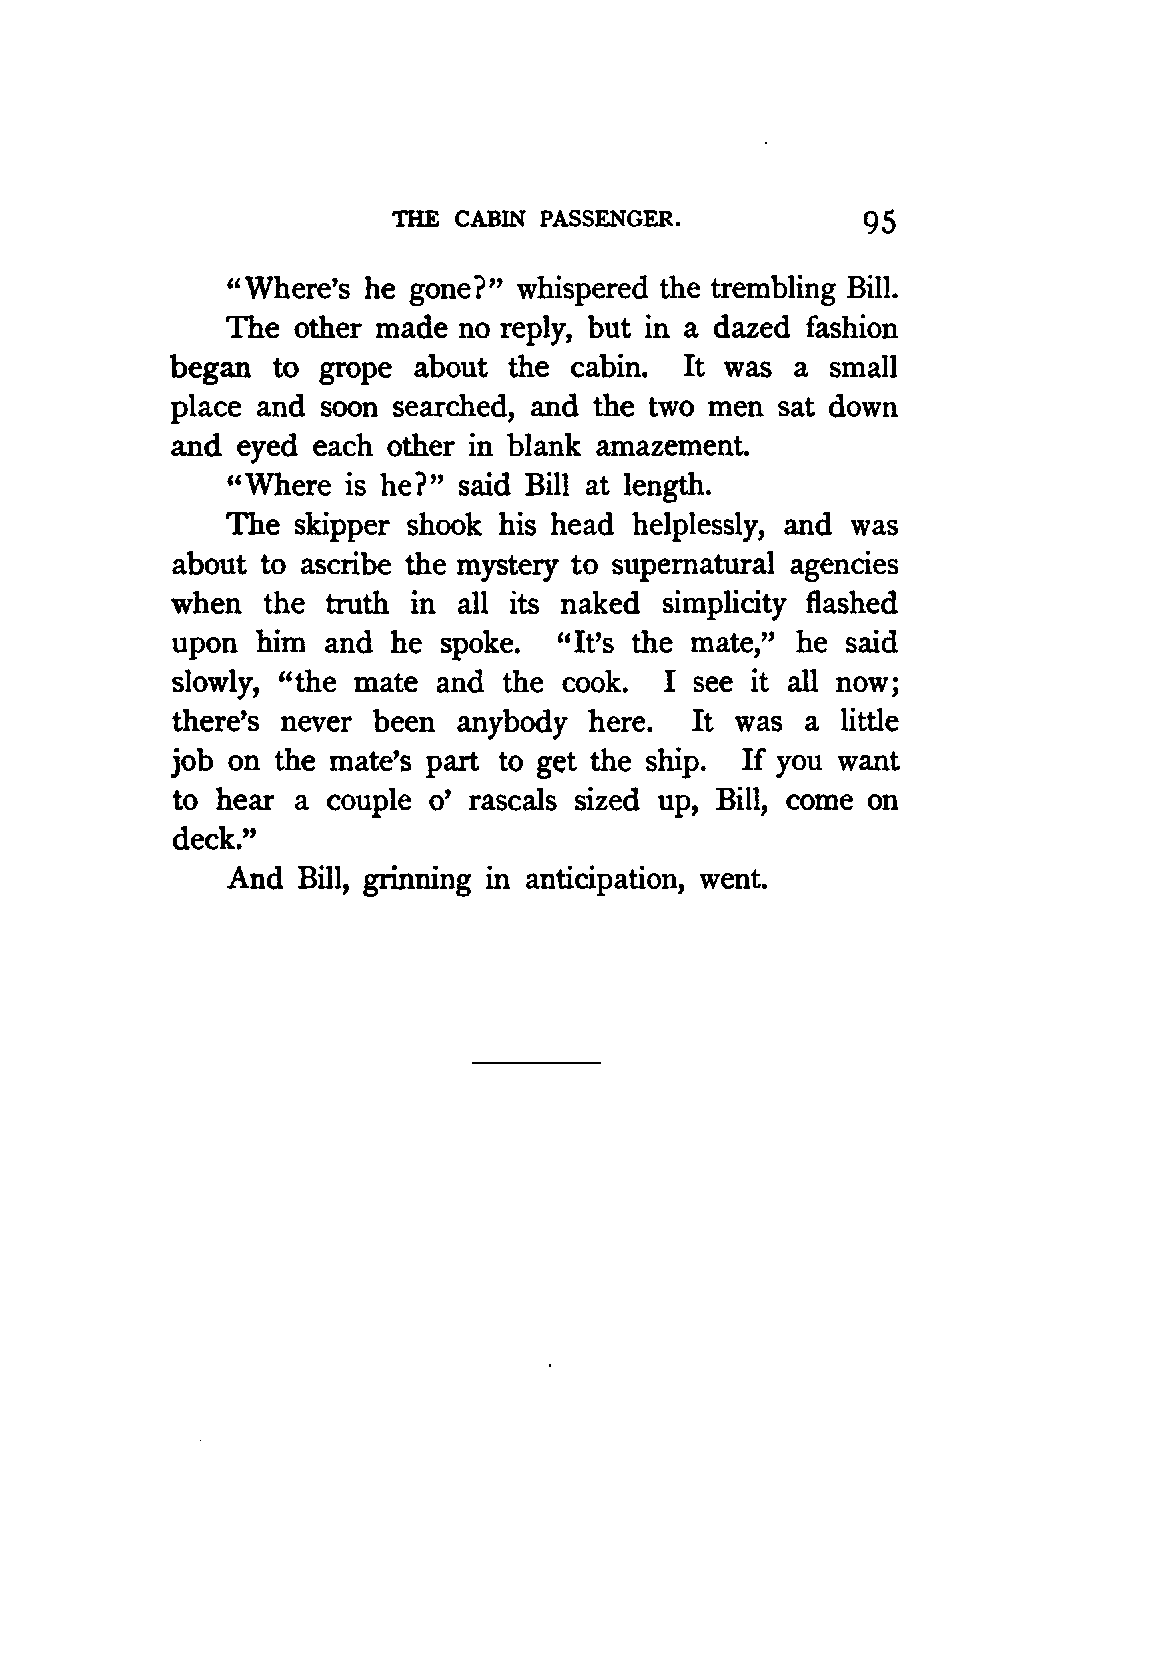 THE CABIN PASSENGER. 95
“Where’s he gone?” whispered the trembling Bill.
The other made no reply, but in a dazed fashion
began to grope about the cabin. It was a small
place and soon searched, and the two men sat down
and eyed each other in blank amazement.
“Where is he?” said Bill at length.
The skipper shook his head helplessly, and was
about to ascribe the mystery to supernatural agencies
when the truth in all its naked simplicity flashed
upon him and he spoke. “It’s the mate,” he said
slowly, “the mate and the cook. I see it all now;
there’s never been anybody here. It was a little
job on the mate’s part to get the ship. If you want
to hear a couple o’ rascals sized up, Bill, come on
deck.”
And Bill, grinning in anticipation, went.